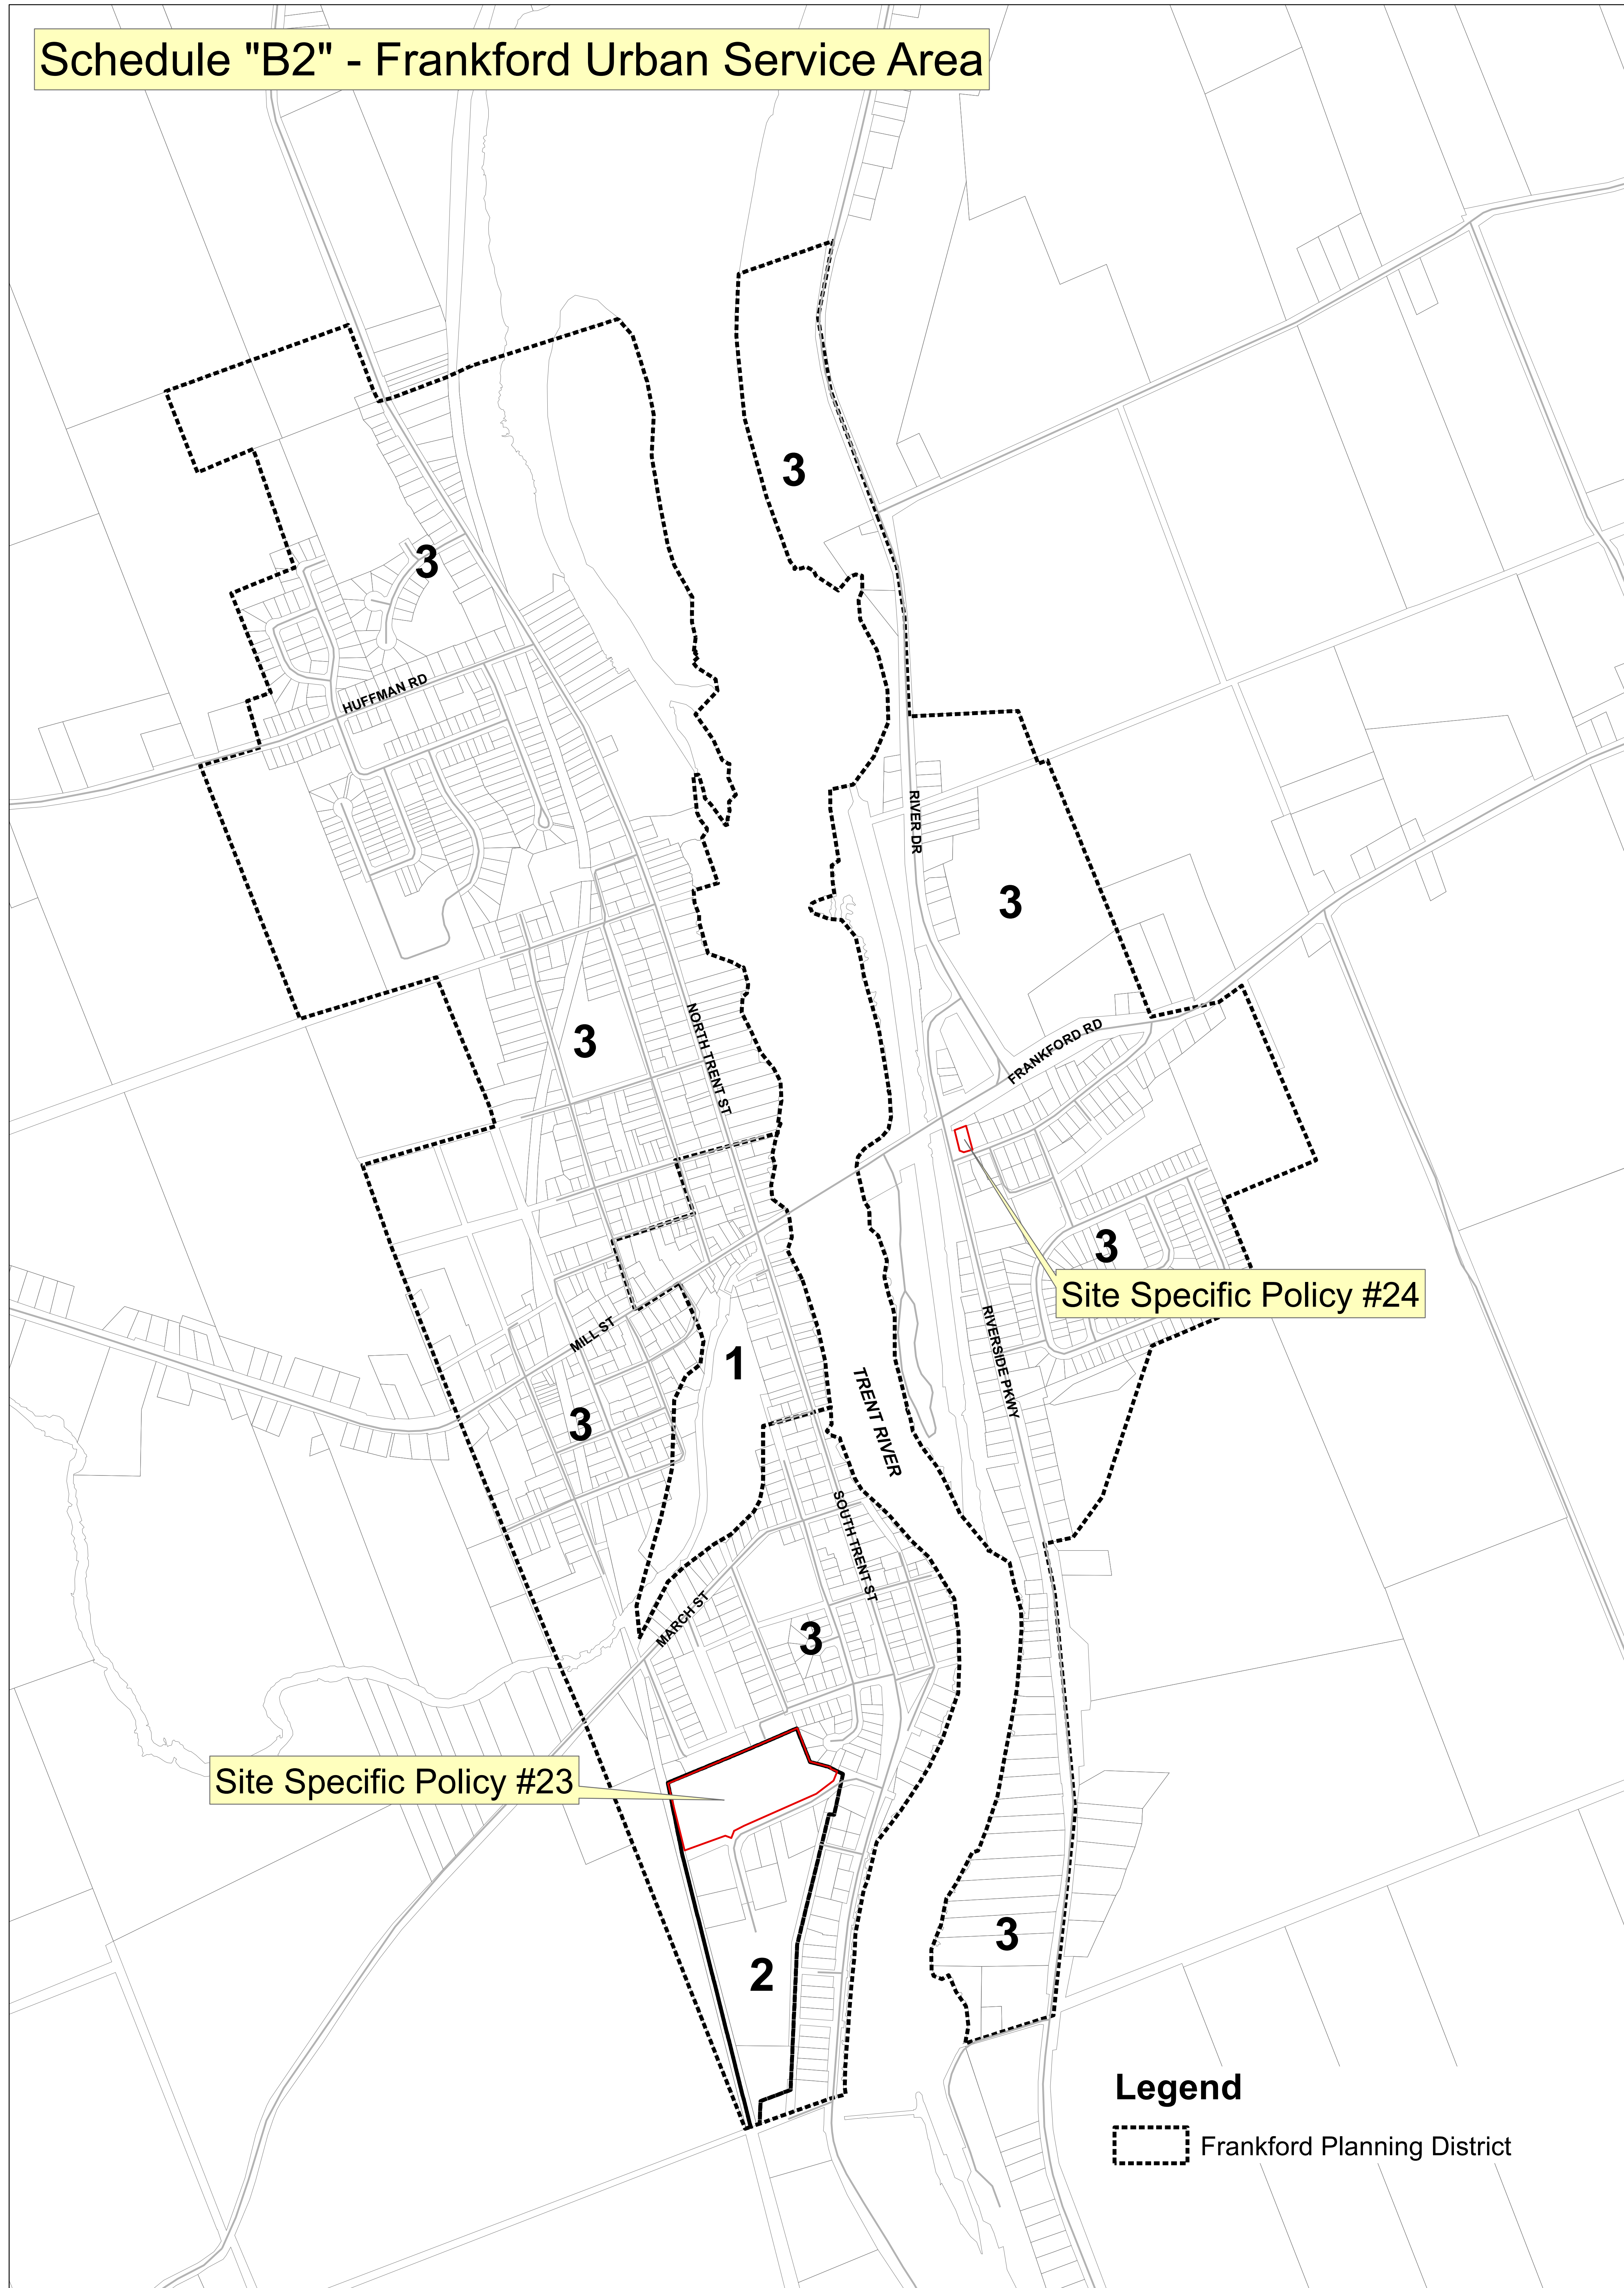 Schedule "B2" - Frankford Urban Service Area
3
3
HUFFMAN RD
RIVER DR
3
NORTH TRENT ST
3
FRANKFORD RD
3
Site Specific Policy #24
RIVERSIDE PKWY
MILL ST
1
TRENT RIVER
3
SOUTH TRENT ST
MARCH ST
3
Site Specific Policy #23
3
2
Legend
Frankford Planning District